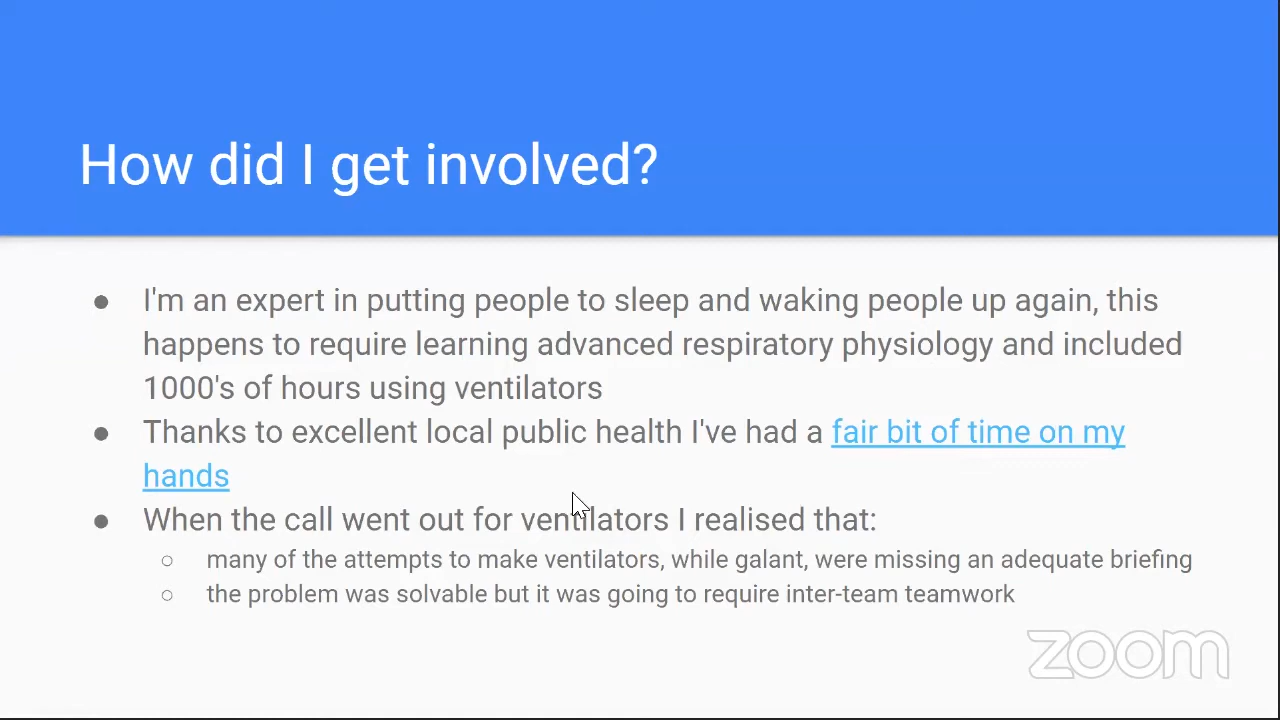 How did I get involved?
● I'm an expert in putting people to sleep and waking people up again, this
happens to require learning advanced respiratory physiology and included
1000's of hours using ventilators
● Thanks to excellent local public health I've had a fair bit of time on my
hands
● When the call went out for ventilators I realised that:
○ many of the attempts to make ventilators, while galant, were missing an adequate briefing
○ the problem was solvable but it was going to require inter-team teamwork
zoom